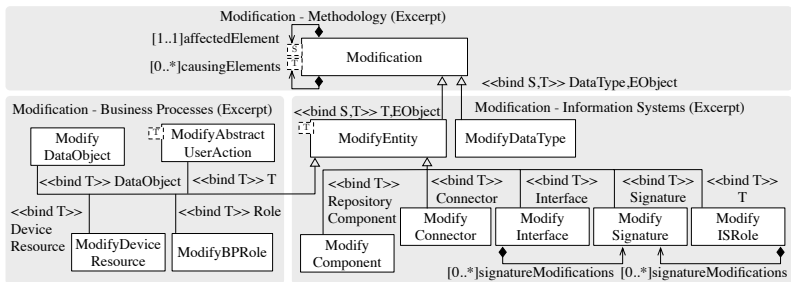 Modification - Methodology (Excerpt)
[1..1]affectedElement
S
Modification
[0..*]causingElements
T
<<bind S,T>> DataType,EObject
Modification - Business Processes (Excerpt)
<<bind S,T>> T,EObject
Modification - Information Systems (Excerpt)
Modify
DataObject
T
ModifyAbstract
UserAction
T
ModifyEntity
ModifyDataType
<<bind T>> DataObject
<<bind T>> T
<<bind T>>
Device
Resource
<<bind T>> Role
ModifyDevice
Resource
ModifyBPRole
<<bind T>>
Repository
Component
<<bind T>>
Connector
<<bind T>>
Interface
<<bind T>>
Signature
<<bind T>>
T
Modify
Component
Modify
Connector
Modify
Interface
Modify
Signature
Modify
ISRole
[0..*]signatureModifications
[0..*]signatureModifications